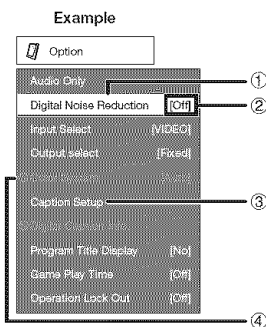 Example
Option
Audio Only
①
Digital Noise Reduction [Off]
②
Input Select [VIDEO]
Output select [Fixed]
Caption Setup
③
Program Title Display [No]
Game Play Time [Off]
Operation Lock Out [Off]
④